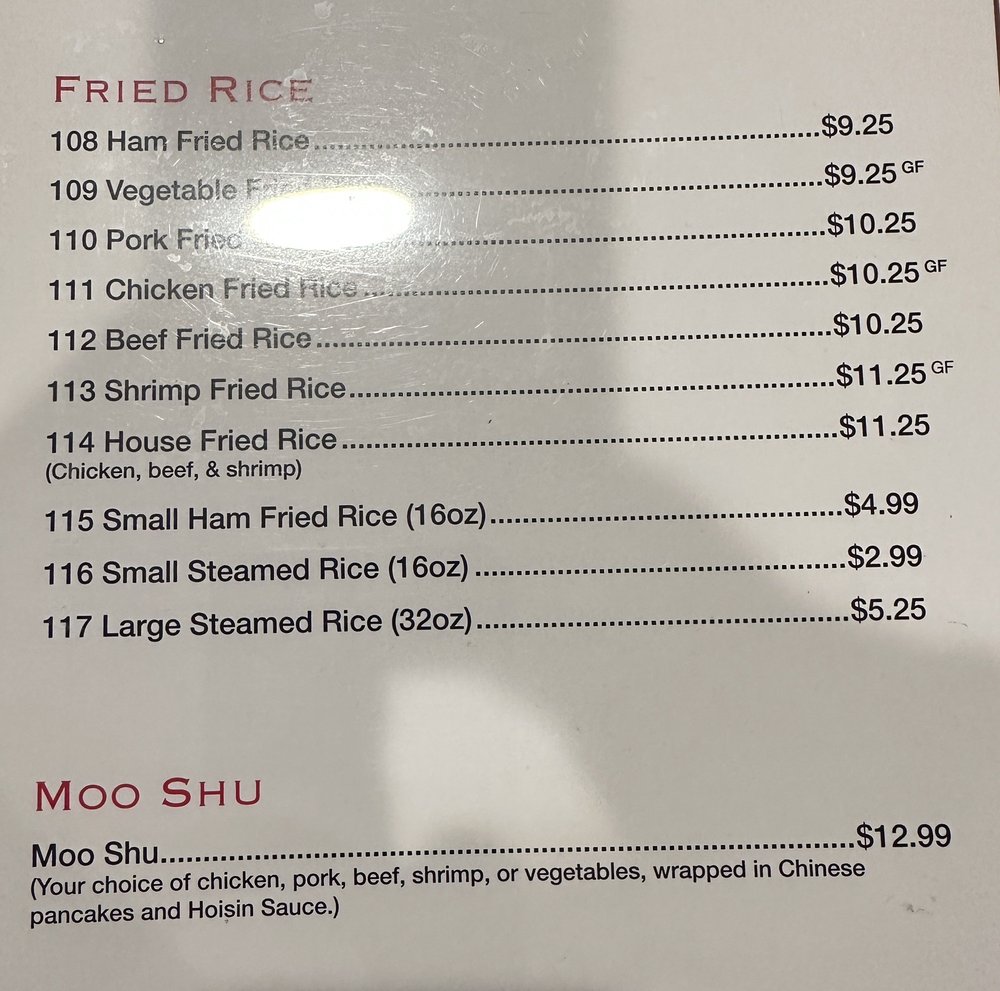 FRIED RICE
108 Ham Fried Rice $9.25
109 Vegetable $9.25 GF
110 Pork Fried $10.25
111 Chicken Fried Rice $10.25 GF
112 Beef Fried Rice $10.25
113 Shrimp Fried Rice $11.25 GF
114 House Fried Rice $11.25
(Chicken, beef, & shrimp)
115 Small Ham Fried Rice (16oz) $4.99
116 Small Steamed Rice (16oz) $2.99
117 Large Steamed Rice (32oz) $5.25
MOO SHU
Moo Shu $12.99
(Your choice of chicken, pork, beef, shrimp, or vegetables, wrapped in Chinese
pancakes and Hoisin Sauce.)